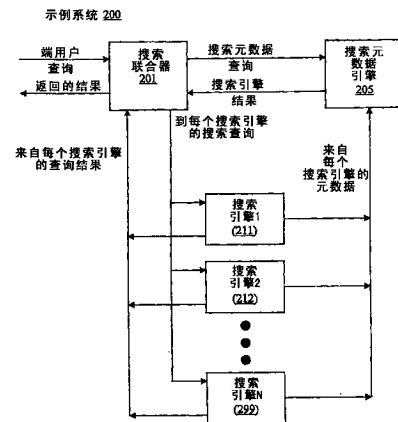 示例系统 200
端用户
查询
返回的结果
搜索
联合器
201
搜索元数据
查询
搜索引擎
结果
搜索元
数据
引擎
205
到每个搜索引擎
的搜索查询
来自每个搜索引擎
的查询结果
来自
每个
搜索引擎的
元数据
搜索
引擎1
(211)
搜索
引擎2
(212)
搜索
引擎N
(299)